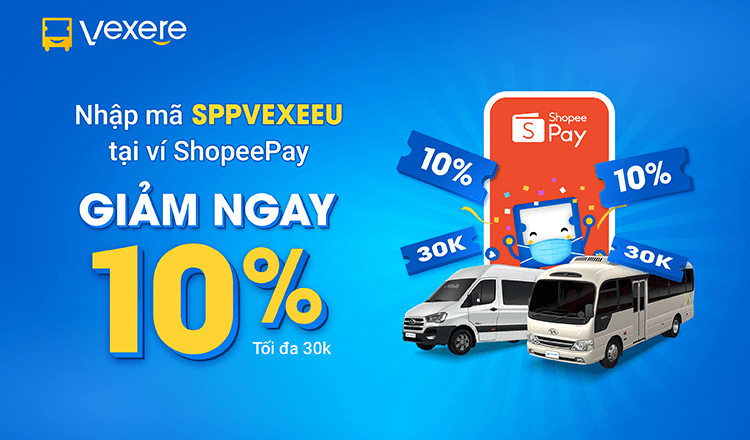 Vexere
Nhập mã SPPVEXEEU
tại ví ShopeePay
GIẢM NGAY
10%
Tối đa 30k
Shopee
Pay
S
10%
10%
30K
30K